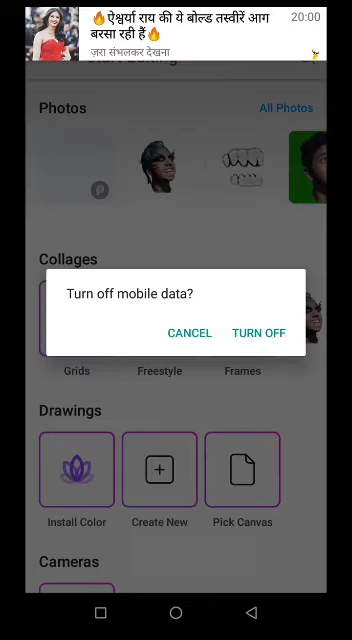 🔥ऐश्वर्या राय की ये बोल्ड तस्वीरें आग
20:00
बरसा रही हैं🔥
ज़रा संभलकर देखना
Photos
All Photos
Collages
Turn off mobile data?
CANCEL
TURN OFF
Grids
Freestyle
Frames
Drawings
Install Color
Create New
Pick Canvas
Cameras